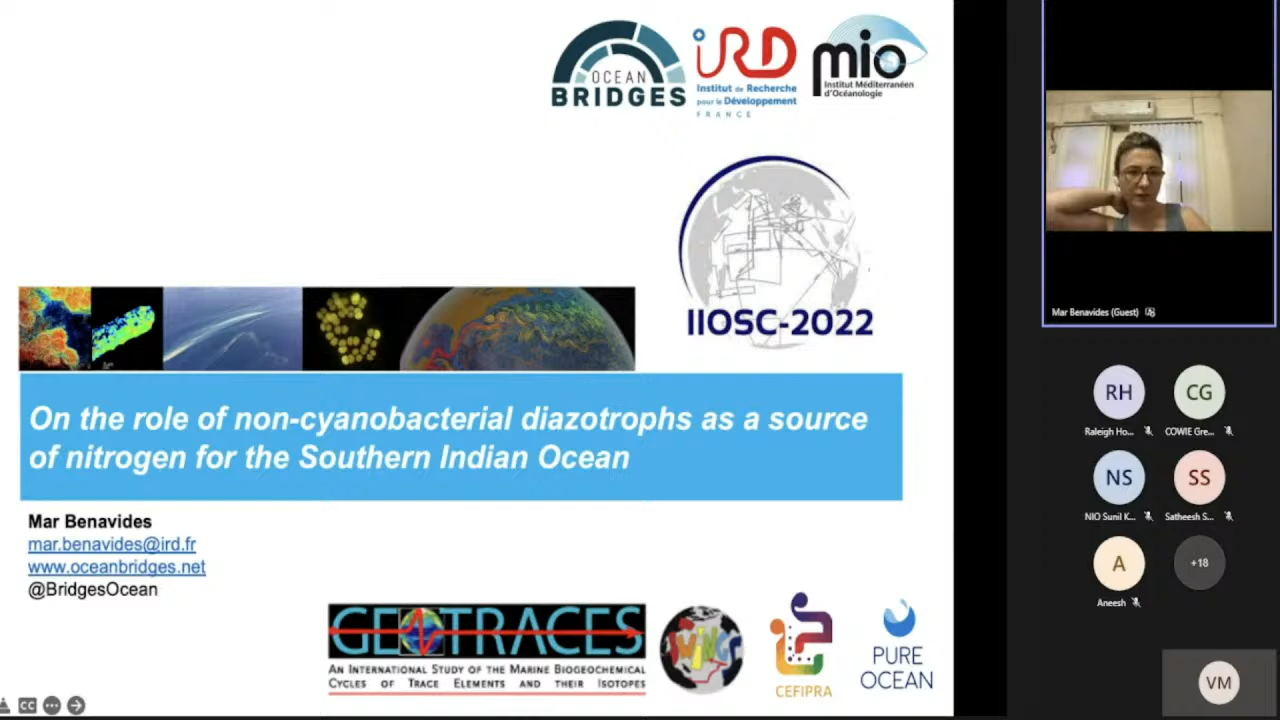 OCEAN
BRIDGES
iRD
Institut de Recherche
pour le Développement
FRANCE
mio
Institut Méditerranéen
d'Océanologie
IIOSC-2022
On the role of non-cyanobacterial diazotrophs as a source
of nitrogen for the Southern Indian Ocean
Mar Benavides
mar.benavides@ird.fr
www.oceanbridges.net
@BridgesOcean
GEOTRACES
AN INTERNATIONAL STUDY OF THE MARINE BIOGEOCHEMICAL
CYCLES OF TRACE ELEMENTS AND THEIR ISOTOPES
SWINGS
CEFIPRA
PURE
OCEAN
CC
Mar Benavides (Guest)
RH
CG
Raleigh Ho...
COWIE Gre...
NS
SS
NIO Sunil K...
Satheesh S...
A
+18
Aneesh
VM